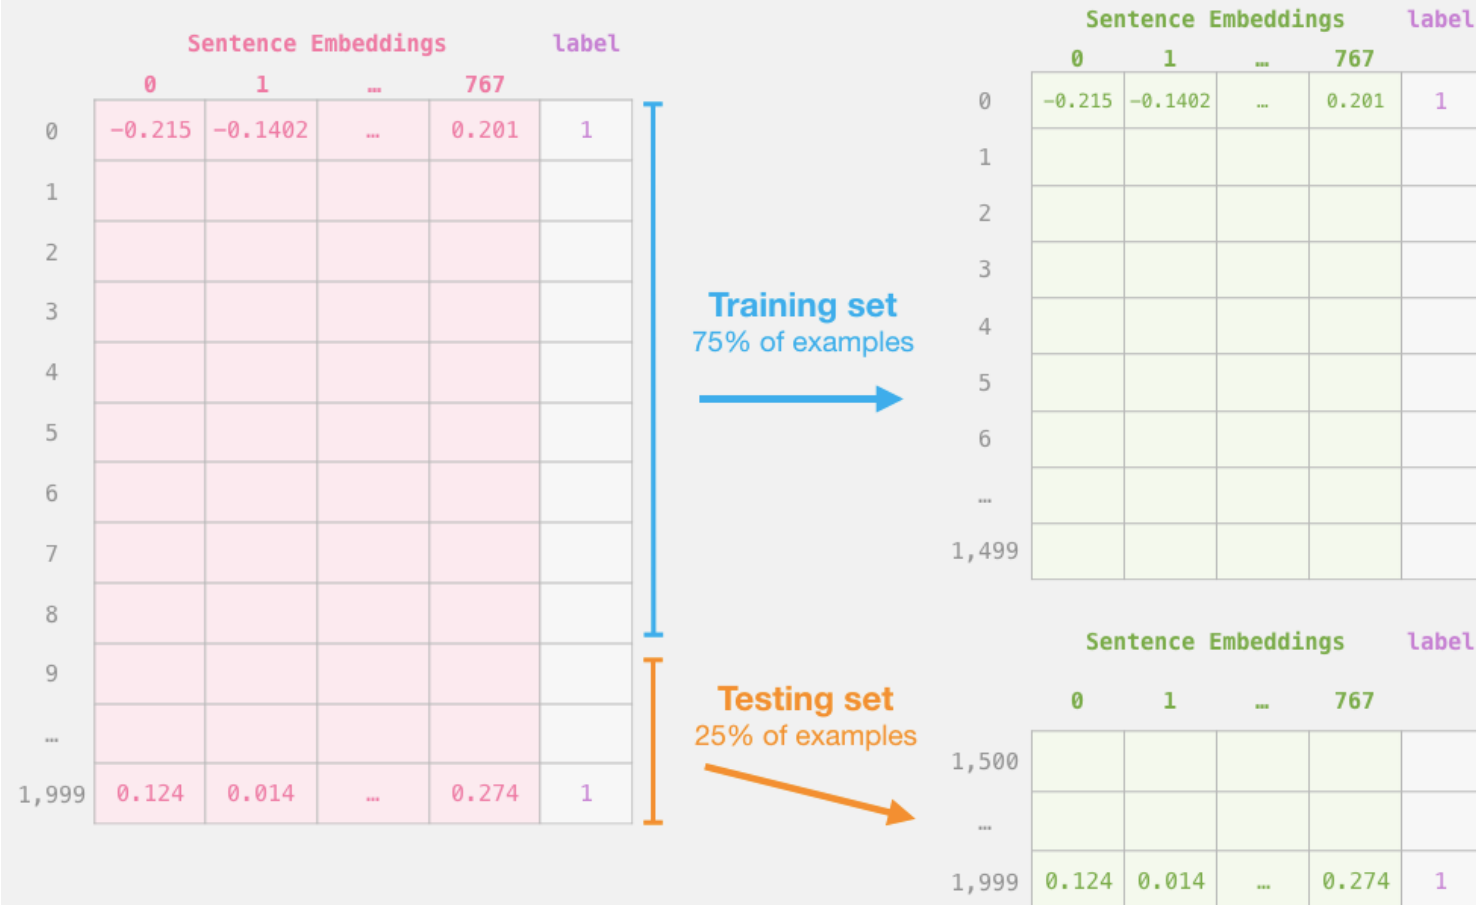 Sentence Embeddings label
0 1 … 767
0 -0.215 -0.1402 … 0.201 1
1
2
3
4
5
6
7
8
9
…
1,999 0.124 0.014 … 0.274 1
Training set
75% of examples
Testing set
25% of examples
Sentence Embeddings label
0 1 … 767
0 -0.215 -0.1402 … 0.201 1
1
2
3
4
5
6
…
1,499
Sentence Embeddings label
0 1 … 767
1,500
…
1,999 0.124 0.014 … 0.274 1